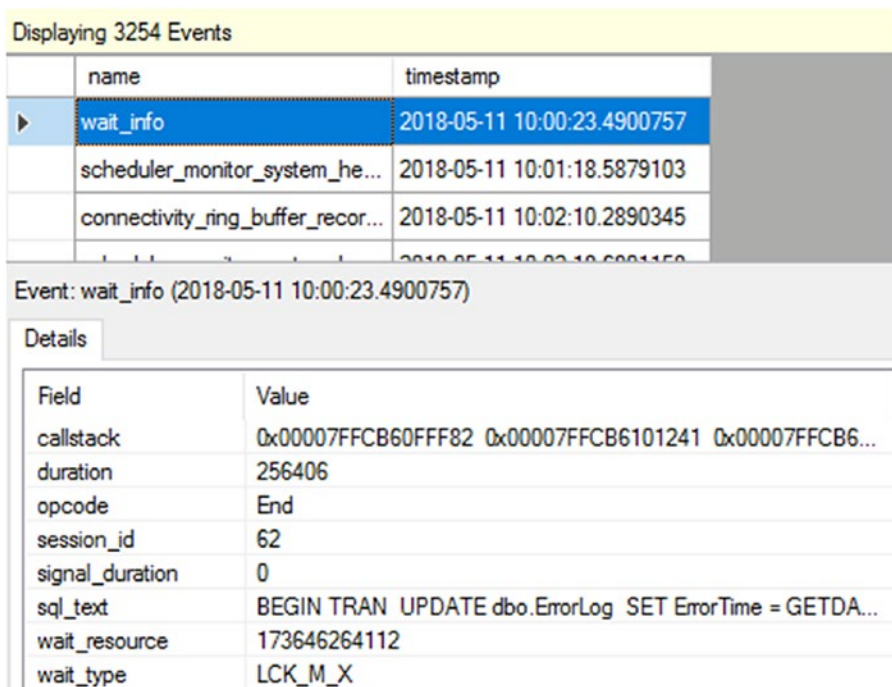 Displaying 3254 Events
name timestamp
wait_info 2018-05-11 10:00:23.4900757
scheduler_monitor_system_he... 2018-05-11 10:01:18.5879103
connectivity_ring_buffer_recor... 2018-05-11 10:02:10.2890345
Event: wait_info (2018-05-11 10:00:23.4900757)
Details
Field Value
callstack 0x00007FFCB60FFF82 0x00007FFCB6101241 0x00007FFCB6...
duration 256406
opcode End
session_id 62
signal_duration 0
sql_text BEGIN TRAN UPDATE dbo.ErrorLog SET ErrorTime = GETDA...
wait_resource 173646264112
wait_type LCK_M_X